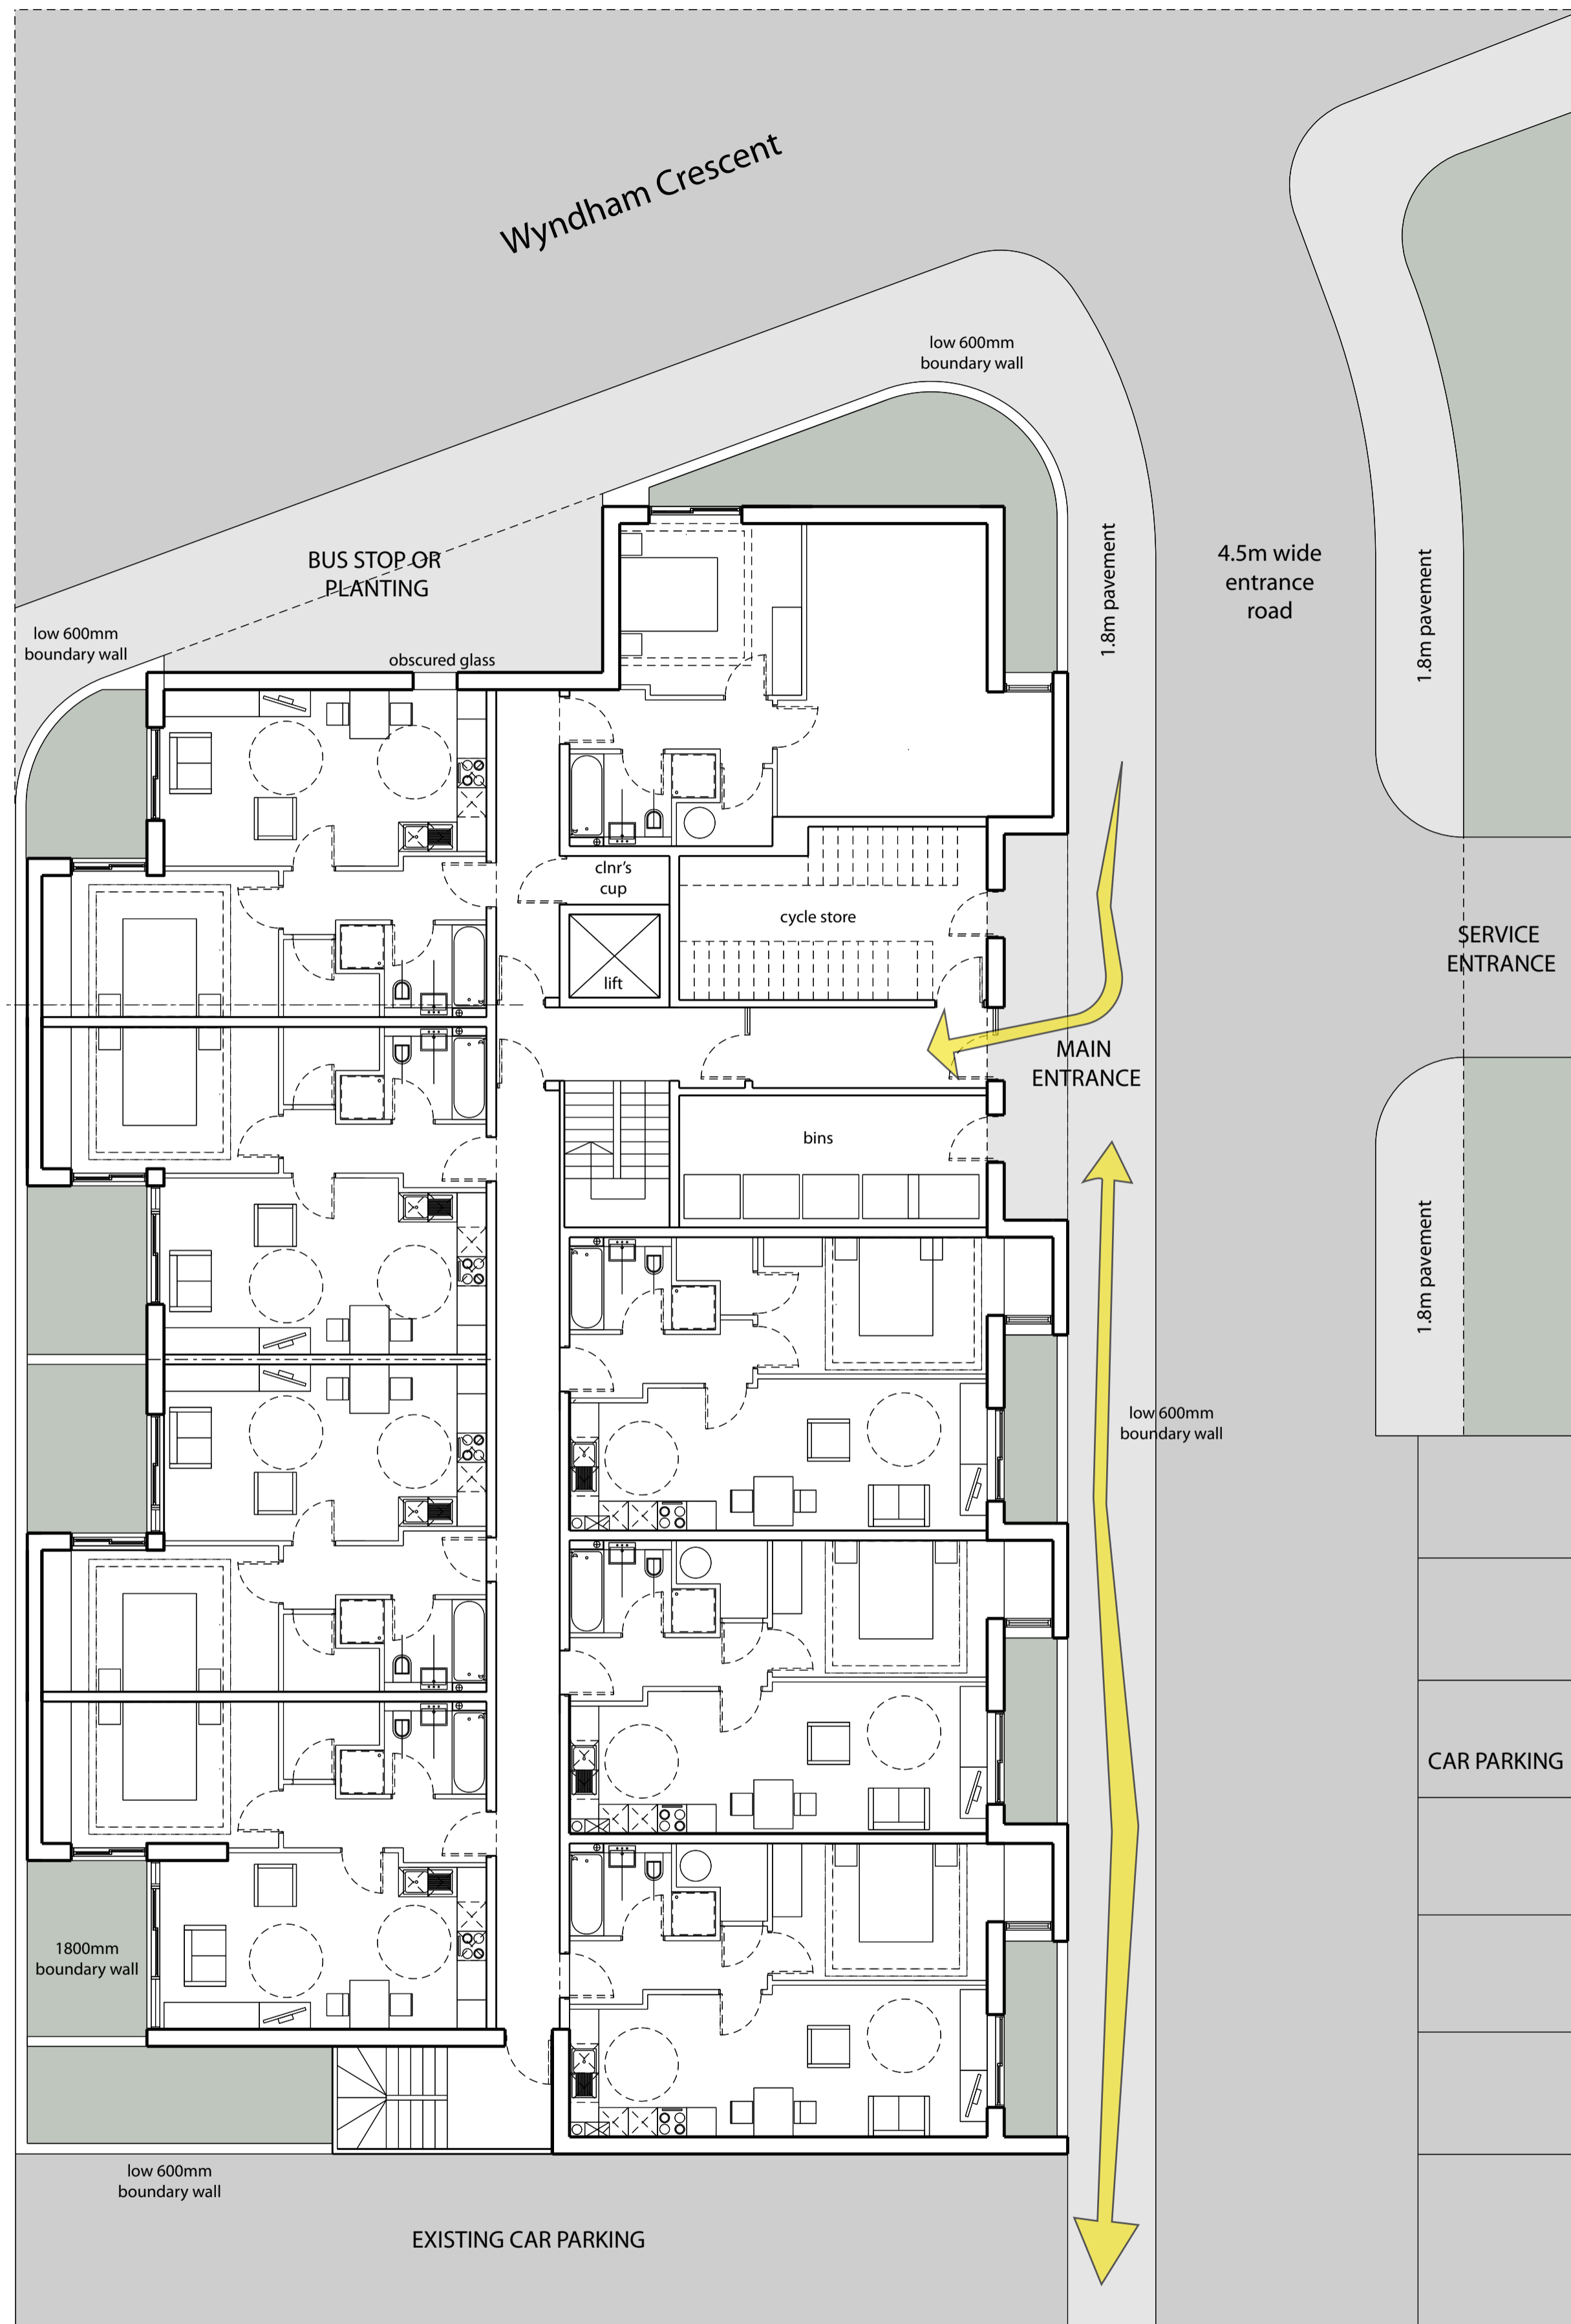 Wyndham Crescent
low 600mm
boundary wall
1.8m pavement
4.5m wide
entrance
road
1.8m pavement
BUS STOP OR
PLANTING
low 600mm
boundary wall
obscured glass
clnr's
cup
cycle store
lift
SERVICE
ENTRANCE
MAIN
ENTRANCE
bins
1.8m pavement
low 600mm
boundary wall
CAR PARKING
1800mm
boundary wall
low 600mm
boundary wall
EXISTING CAR PARKING